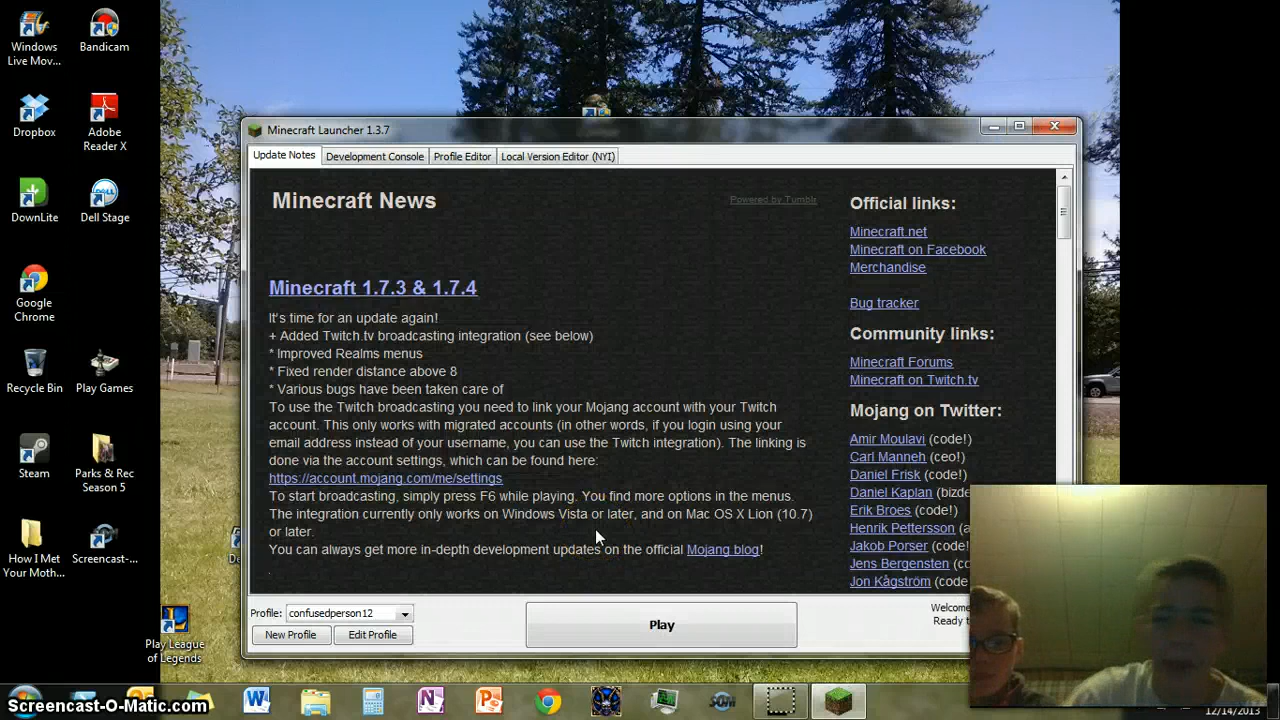 Windows
Live Mov...
Bandicam
Dropbox
Adobe
Reader X
DownLite
Dell Stage
Google
Chrome
Recycle Bin
Play Games
Steam
Parks & Rec
Season 5
How I Met
Your Moth...
Screencast-...
Play League
of Legends
Minecraft Launcher 1.3.7
Update Notes
Development Console
Profile Editor
Local Version Editor (NYI)
Minecraft News
Powered by Tumblr
Minecraft 1.7.3 & 1.7.4
It's time for an update again!
+ Added Twitch.tv broadcasting integration (see below)
* Improved Realms menus
* Fixed render distance above 8
* Various bugs have been taken care of
To use the Twitch broadcasting you need to link your Mojang account with your Twitch
account. This only works with migrated accounts (in other words, if you login using your
email address instead of your username, you can use the Twitch integration). The linking is
done via the account settings, which can be found here:
https://account.mojang.com/me/settings
To start broadcasting, simply press F6 while playing. You find more options in the menus.
The integration currently only works on Windows Vista or later, and on Mac OS X Lion (10.7)
or later.
You can always get more in-depth development updates on the official Mojang blog!
Official links:
Minecraft.net
Minecraft on Facebook
Merchandise
Bug tracker
Community links:
Minecraft Forums
Minecraft on Twitch.tv
Mojang on Twitter:
Amir Moulavi (code!)
Carl Manneh (ceo!)
Daniel Frisk (code!)
Daniel Kaplan (bizde
Erik Broes (code!)
Henrik Pettersson (a
Jakob Porser (code!
Jens Bergensten (co
Jon Kågström (code
Profile: confusedperson12
New Profile
Edit Profile
Play
Welcome
Ready t
Screencast-O-Matic.com
12/14/2013